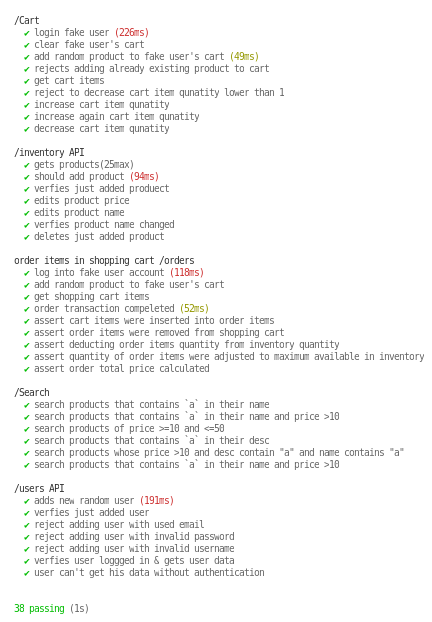 /Cart
✔ login fake user (226ms)
✔ clear fake user's cart
✔ add random product to fake user's cart (49ms)
✔ rejects adding already existing product to cart
✔ get cart items
✔ reject to decrease cart item qunatity lower than 1
✔ increase cart item qunatity
✔ increase again cart item qunatity
✔ decrease cart item qunatity
/inventory API
✔ gets products(25max)
✔ should add product (94ms)
✔ verfies just added produect
✔ edits product price
✔ edits product name
✔ verfies product name changed
✔ deletes just added product
order items in shopping cart /orders
✔ log into fake user account (118ms)
✔ add random product to fake user's cart
✔ get shopping cart items
✔ order transaction compeleted (52ms)
✔ assert cart items were inserted into order items
✔ assert order items were removed from shopping cart
✔ assert deducting order items quantity from inventory quantity
✔ assert quantity of order items were adjusted to maximum available in inventory
✔ assert order total price calculated
/Search
✔ search products that contains `a` in their name
✔ search products that contains `a` in their name and price >10
✔ search products of price >=10 and <=50
✔ search products that contains `a` in their desc
✔ search products whose price >10 and desc contain "a" and name contains "a"
✔ search products that contains `a` in their name and price >10
/users API
✔ adds new random user (191ms)
✔ verfies just added user
✔ reject adding user with used email
✔ reject adding user with invalid password
✔ reject adding user with invalid username
✔ verfies user loggged in & gets user data
✔ user can't get his data without authentication
38 passing (1s)